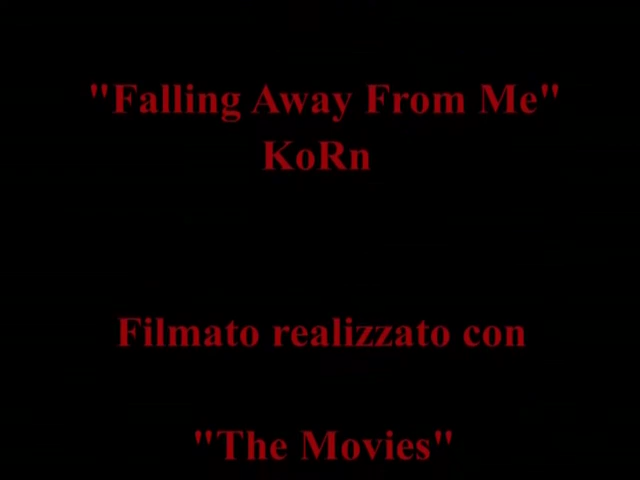 "Falling Away From Me"
KoRn
Filmato realizzato con
"The Movies"